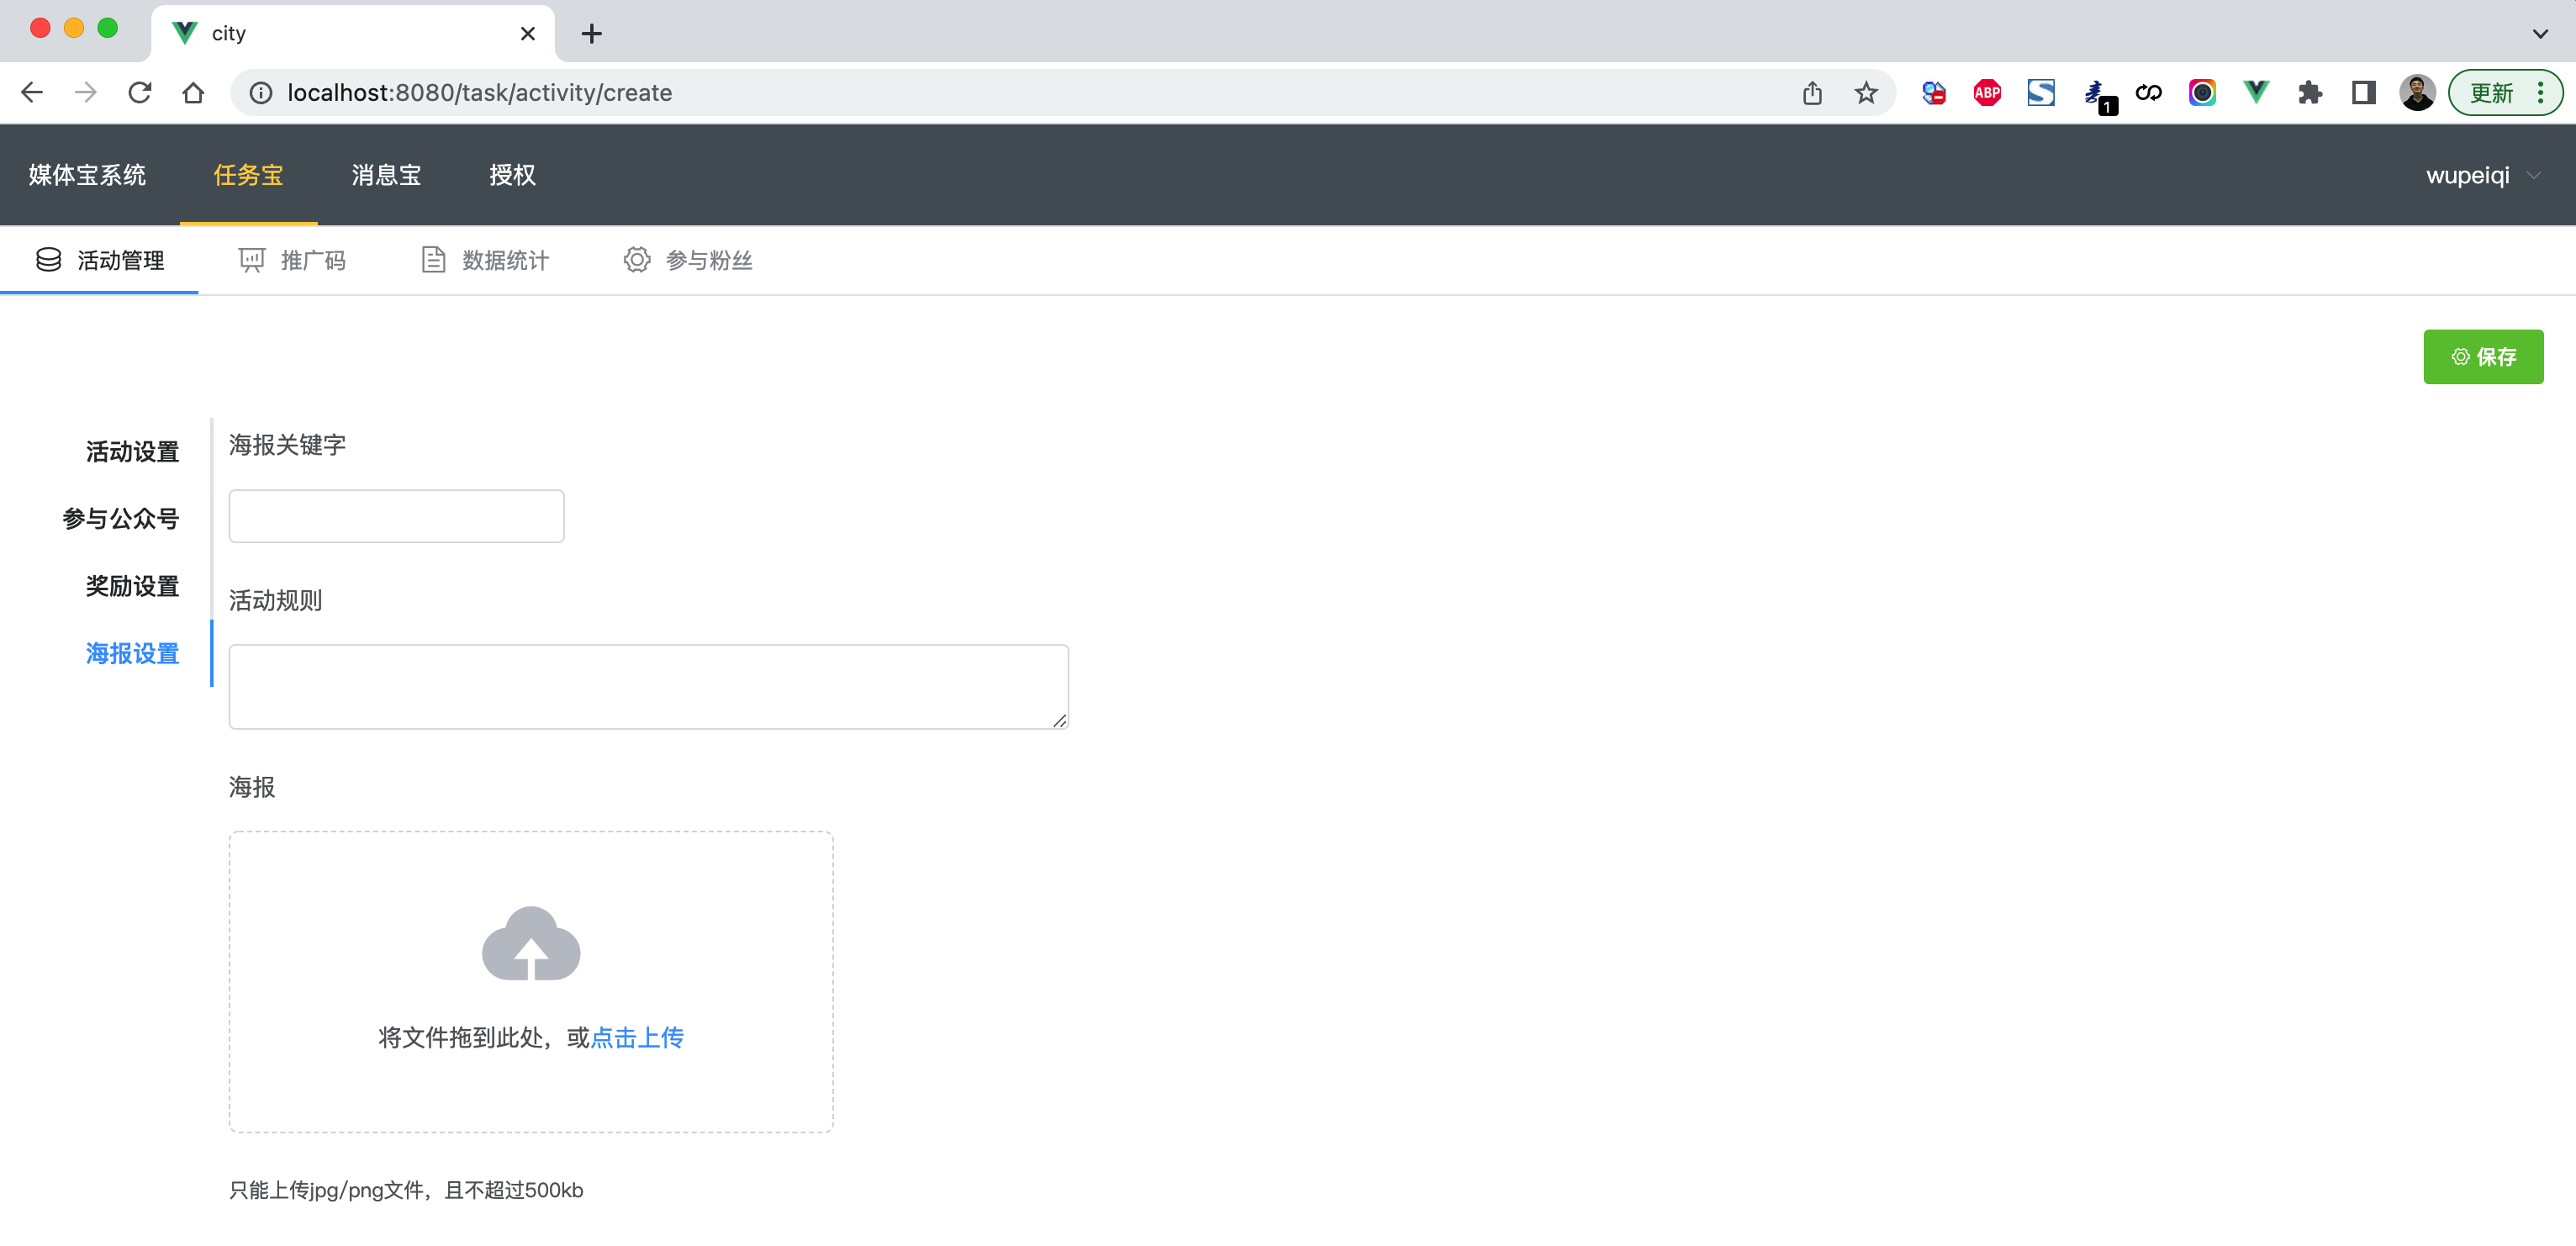 city
localhost:8080/task/activity/create
ABP
1
更新
媒体宝系统 任务宝 消息宝 授权 wupeiqi
活动管理 推广码 数据统计 参与粉丝
保存
活动设置
参与公众号
奖励设置
海报设置
海报关键字
活动规则
海报
将文件拖到此处，或点击上传
只能上传jpg/png文件，且不超过500kb